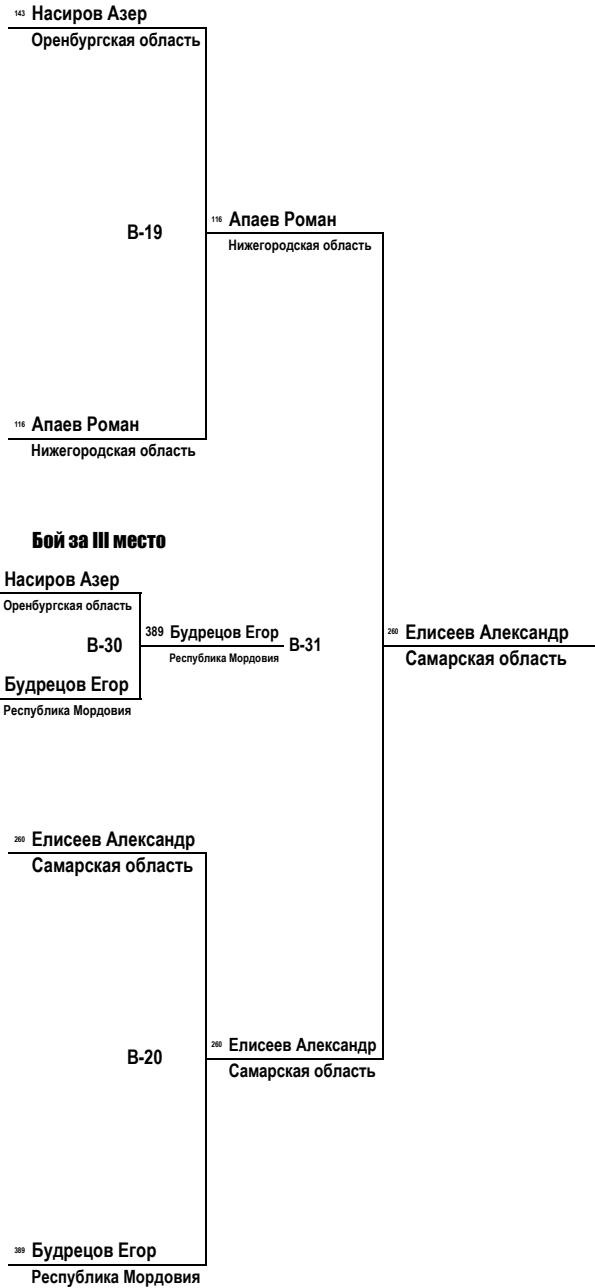 143 Насиров Азер
Оренбургская область
B-19
116 Апаев Роман
Нижегородская область
116 Апаев Роман
Нижегородская область
Бой за III место
Насиров Азер
Оренбургская область
B-30
389 Будрецов Егор
Республика Мордовия
B-31
Будрецов Егор
Республика Мордовия
260 Елисеев Александр
Самарская область
260 Елисеев Александр
Самарская область
B-20
260 Елисеев Александр
Самарская область
389 Будрецов Егор
Республика Мордовия